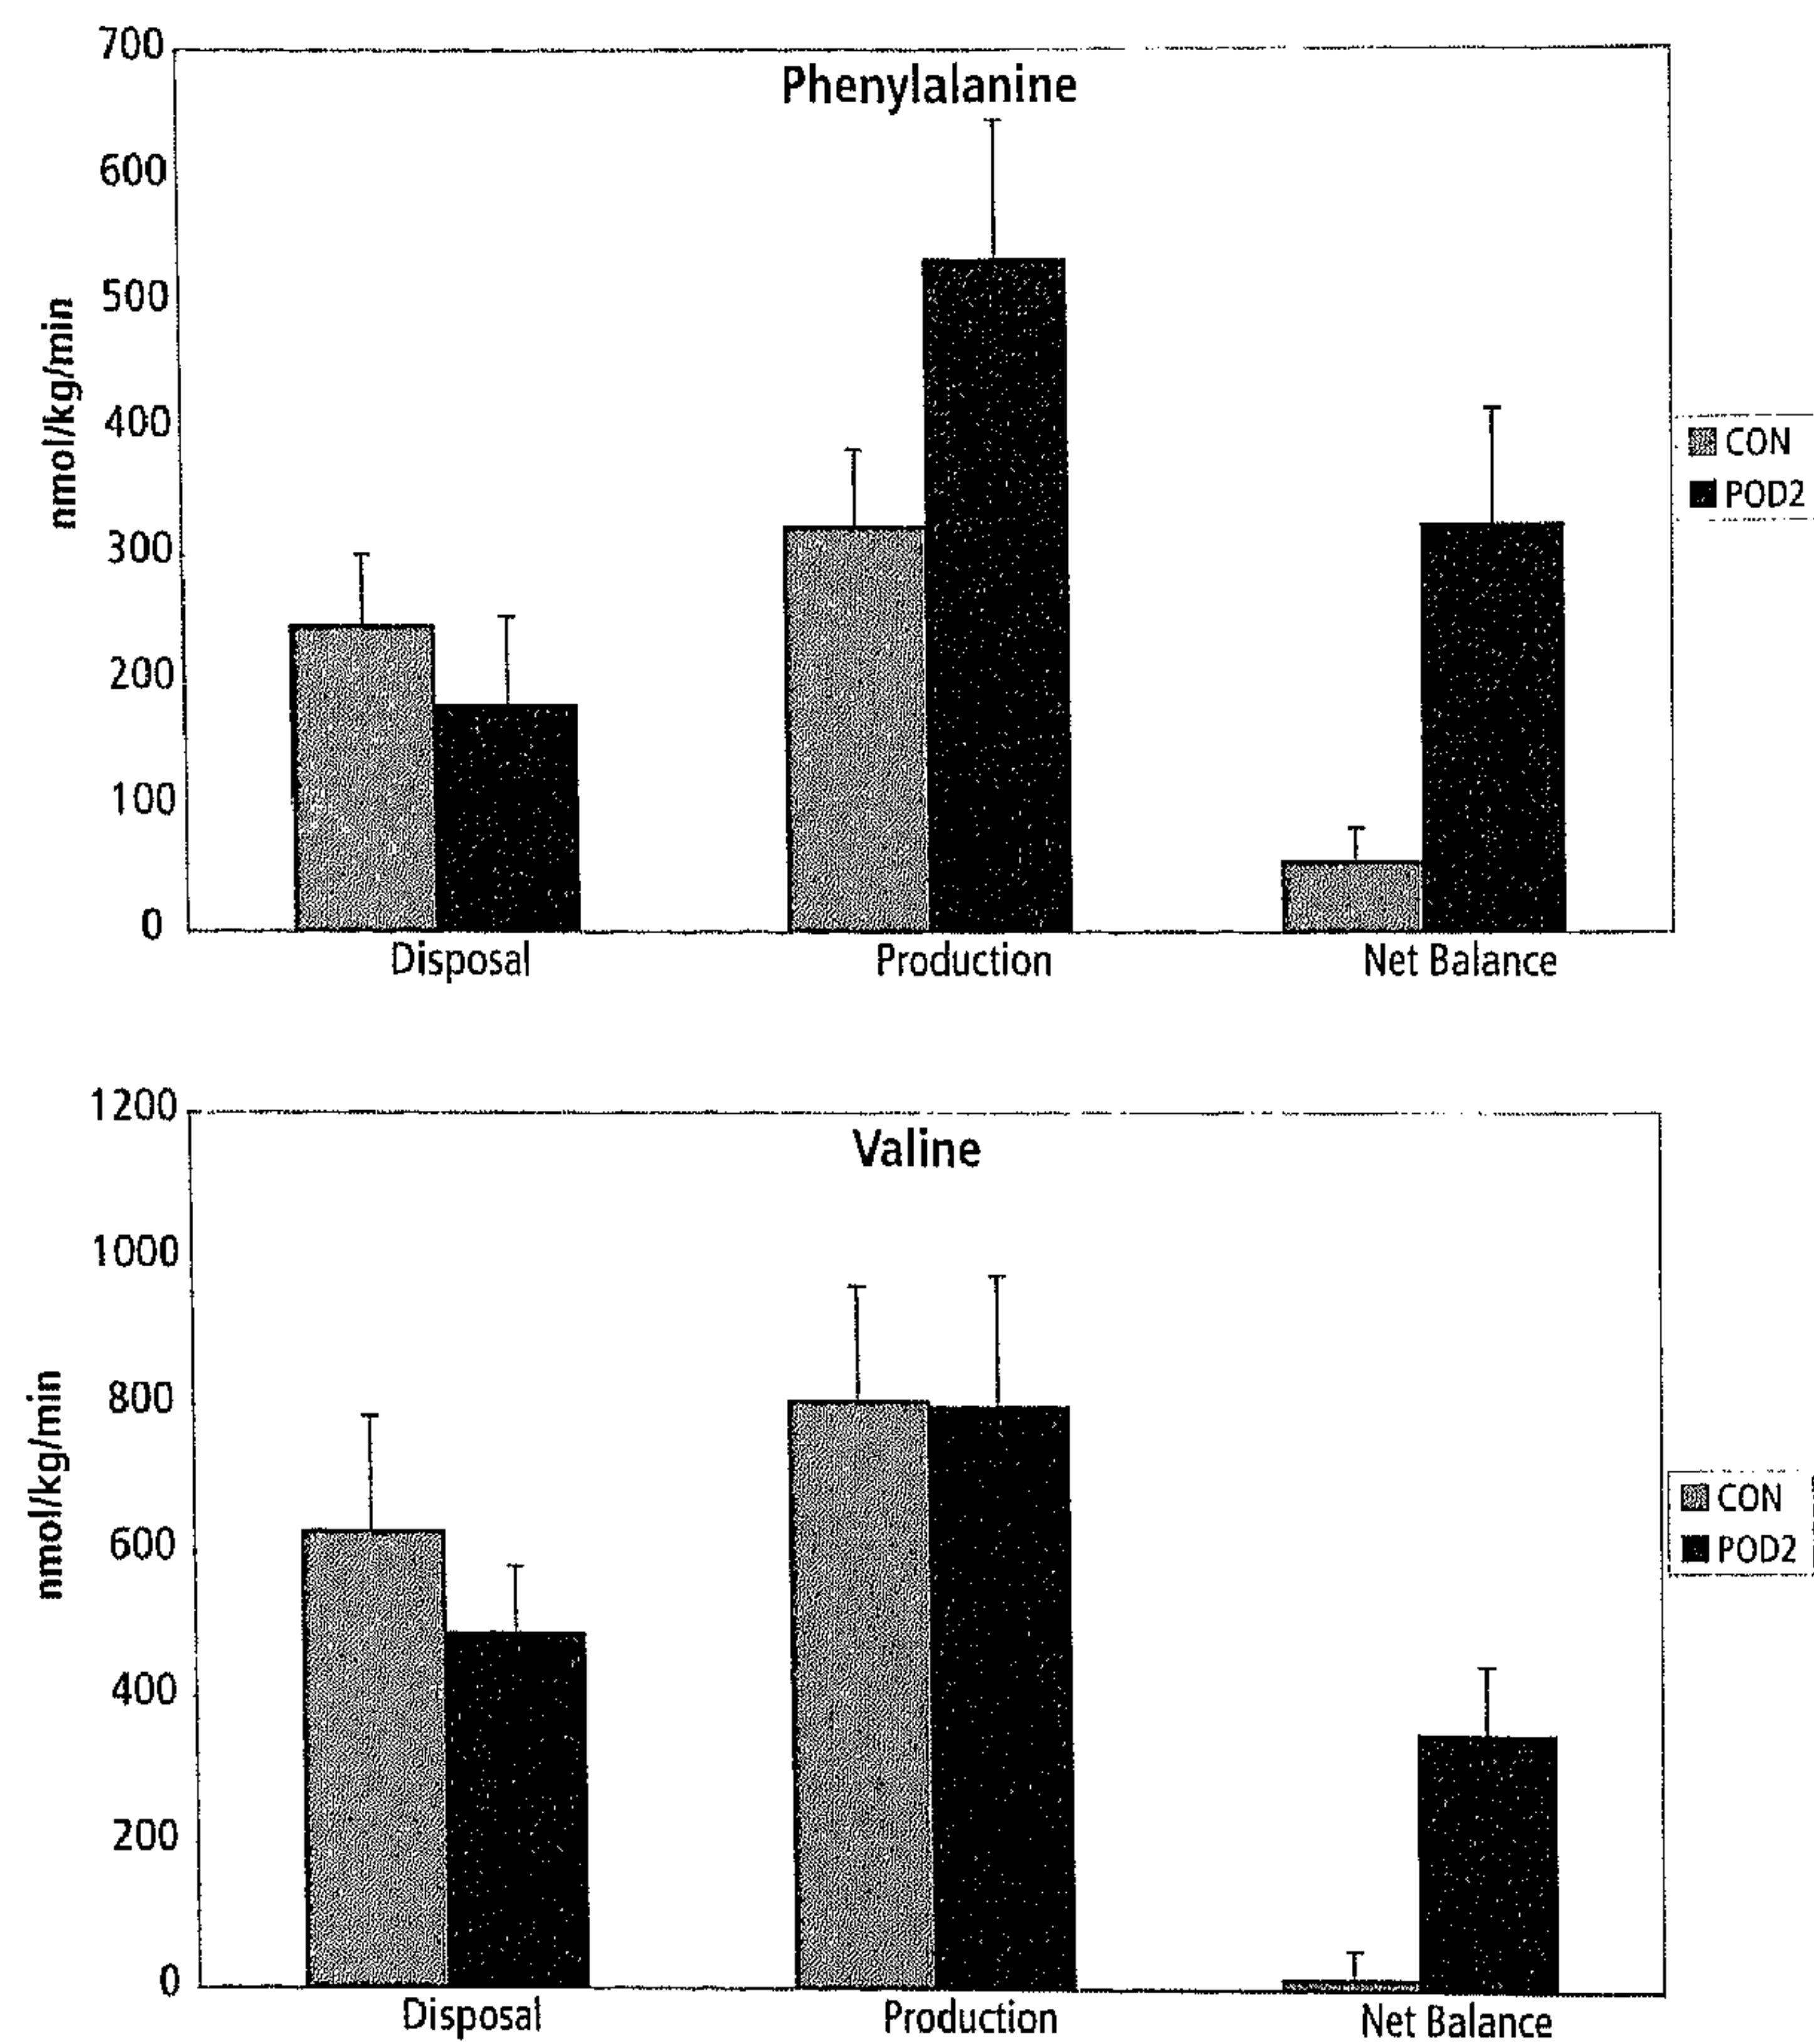 700
Phenylalanine
600
500
400
300
200
100
0
nmol/kg/min
Disposal
Production
Net Balance
CON
POD2
1200
Valine
1000
800
600
400
200
0
nmol/kg/min
Disposal
Production
Net Balance
CON
POD2